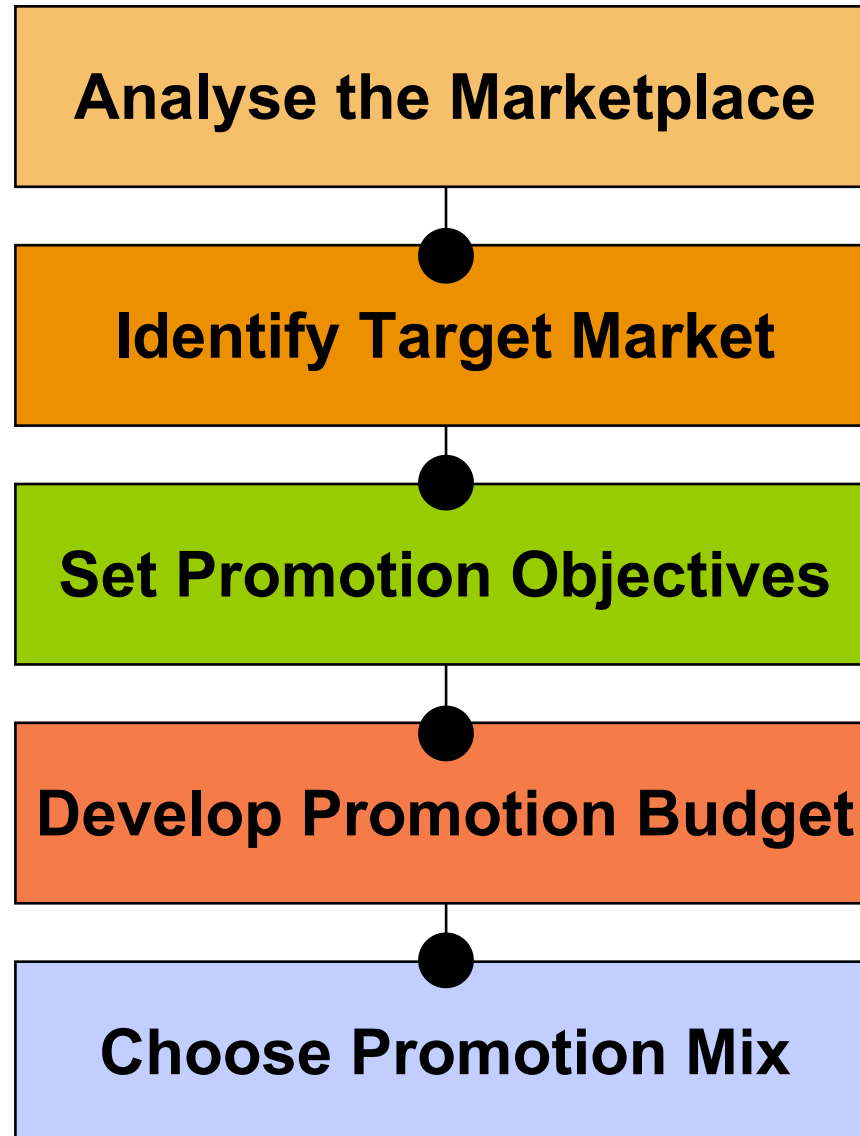 Analyse the Marketplace
Identify Target Market
Set Promotion Objectives
Develop Promotion Budget
Choose Promotion Mix